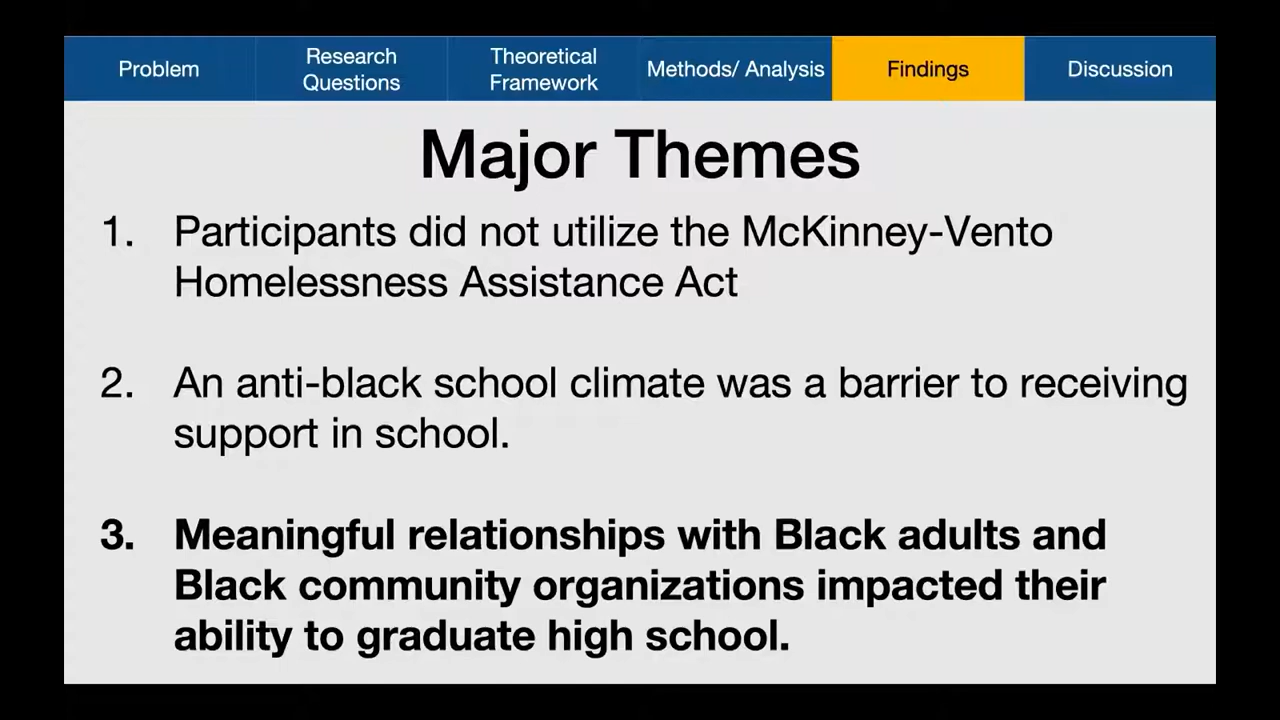 Problem
Research
Questions
Theoretical
Framework
Methods/ Analysis
Findings
Discussion
Major Themes
1. Participants did not utilize the McKinney-Vento
Homelessness Assistance Act
2. An anti-black school climate was a barrier to receiving
support in school.
3. Meaningful relationships with Black adults and
Black community organizations impacted their
ability to graduate high school.